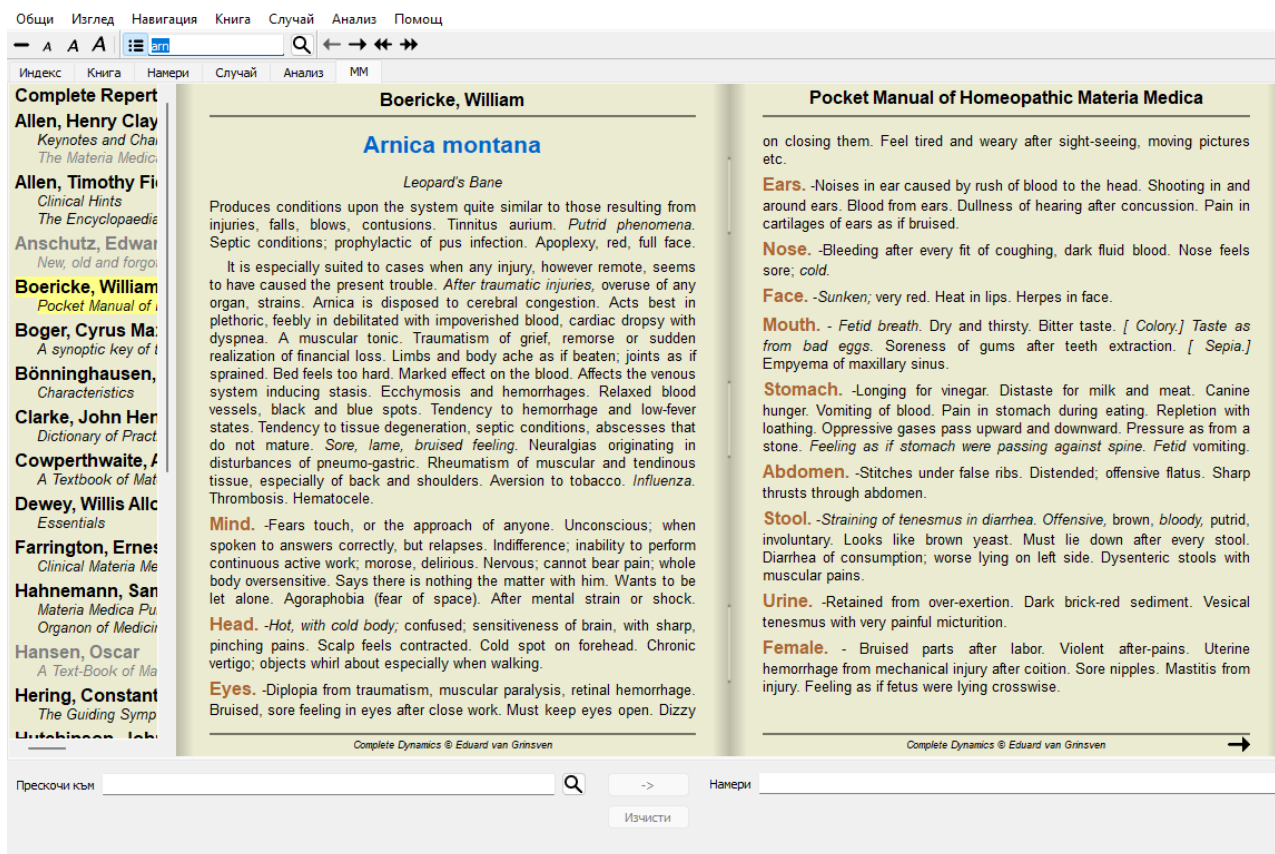 Общи Изглед Навигация Книга Случай Анализ Помощ
A A A arn
Индекс Книга Намери Случай Анализ ММ
Complete Repert
Allen, Henry Clay
Keynotes and Cha
The Materia Medic
Allen, Timothy Fi
Clinical Hints
The Encyclopaedia
Anschutz, Edwar
New, old and forgo
Boericke, William
Pocket Manual of
Boger, Cyrus Ma
A synoptic key of t
Bönninghausen,
Characteristics
Clarke, John Hen
Dictionary of Pract
Cowperthwaite, A
A Textbook of Mat
Dewey, Willis Allo
Essentials
Farrington, Ernes
Clinical Materia Me
Hahnemann, Sam
Materia Medica Pu
Organon of Medicin
Hansen, Oscar
A Text-Book of Ma
Hering, Constant
The Guiding Symp
Hutchinson, Joh
Boericke, William
Arnica montana
Leopard's Bane
Produces conditions upon the system quite similar to those resulting from
injuries, falls, blows, contusions. Tinnitus aurium. Putrid phenomena.
Septic conditions; prophylactic of pus infection. Apoplexy, red, full face.
It is especially suited to cases when any injury, however remote, seems
to have caused the present trouble. After traumatic injuries, overuse of any
organ, strains. Arnica is disposed to cerebral congestion. Acts best in
plethoric, feebly in debilitated with impoverished blood, cardiac dropsy with
dyspnea. A muscular tonic. Traumatism of grief, remorse or sudden
realization of financial loss. Limbs and body ache as if beaten; joints as if
sprained. Bed feels too hard. Marked effect on the blood. Affects the venous
system inducing stasis. Ecchymosis and hemorrhages. Relaxed blood
vessels, black and blue spots. Tendency to hemorrhage and low-fever
states. Tendency to tissue degeneration, septic conditions, abscesses that
do not mature. Sore, lame, bruised feeling. Neuralgias originating in
disturbances of pneumo-gastric. Rheumatism of muscular and tendinous
tissue, especially of back and shoulders. Aversion to tobacco. Influenza.
Thrombosis. Hematocele.
Mind. -Fears touch, or the approach of anyone. Unconscious; when
spoken to answers correctly, but relapses. Indifference; inability to perform
continuous active work; morose, delirious. Nervous; cannot bear pain; whole
body oversensitive. Says there is nothing the matter with him. Wants to be
let alone. Agoraphobia (fear of space). After mental strain or shock.
Head. -Hot, with cold body; confused; sensitiveness of brain, with sharp,
pinching pains. Scalp feels contracted. Cold spot on forehead. Chronic
vertigo; objects whirl about especially when walking.
Eyes. -Diplopia from traumatism, muscular paralysis, retinal hemorrhage.
Bruised, sore feeling in eyes after close work. Must keep eyes open. Dizzy
Complete Dynamics © Eduard van Grinsven
Pocket Manual of Homeopathic Materia Medica
on closing them. Feel tired and weary after sight-seeing, moving pictures
etc.
Ears. -Noises in ear caused by rush of blood to the head. Shooting in and
around ears. Blood from ears. Dullness of hearing after concussion. Pain in
cartilages of ears as if bruised.
Nose. -Bleeding after every fit of coughing, dark fluid blood. Nose feels
sore; cold.
Face. -Sunken; very red. Heat in lips. Herpes in face.
Mouth. - Fetid breath. Dry and thirsty. Bitter taste. [ Colory.] Taste as
from bad eggs. Soreness of gums after teeth extraction. [ Sepia.]
Empyema of maxillary sinus.
Stomach. -Longing for vinegar. Distaste for milk and meat. Canine
hunger. Vomiting of blood. Pain in stomach during eating. Repletion with
loathing. Oppressive gases pass upward and downward. Pressure as from a
stone. Feeling as if stomach were passing against spine. Fetid vomiting.
Abdomen. -Stitches under false ribs. Distended; offensive flatus. Sharp
thrusts through abdomen.
Stool. -Straining of tenesmus in diarrhea. Offensive, brown, bloody, putrid,
involuntary. Looks like brown yeast. Must lie down after every stool.
Diarrhea of consumption; worse lying on left side. Dysenteric stools with
muscular pains.
Urine. -Retained from over-exertion. Dark brick-red sediment. Vesical
tenesmus with very painful micturition.
Female. - Bruised parts after labor. Violent after-pains. Uterine
hemorrhage from mechanical injury after coition. Sore nipples. Mastitis from
injury. Feeling as if fetus were lying crosswise.
Complete Dynamics © Eduard van Grinsven
Прескочи към -> Намери
Изчисти